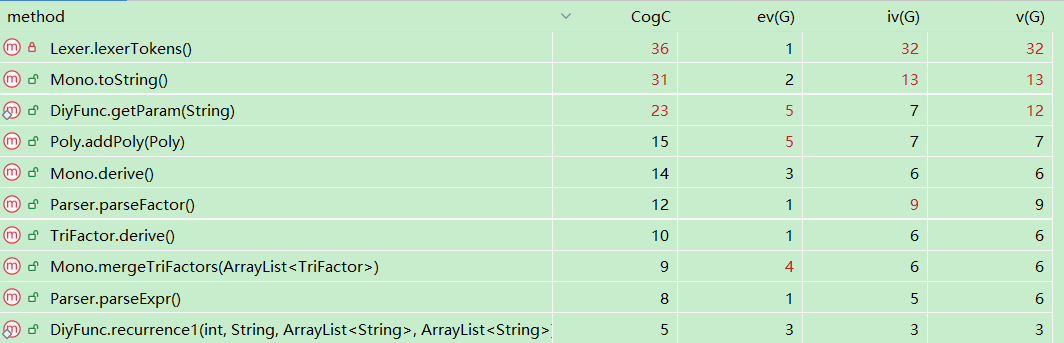 method CogC ev(G) iv(G) v(G)
Lexer.lexerTokens() 36 1 32 32
Mono.toString() 31 2 13 13
DiyFunc.getParam(String) 23 5 7 12
Poly.addPoly(Poly) 15 5 7 7
Mono.derive() 14 3 6 6
Parser.parseFactor() 12 1 9 9
TriFactor.derive() 10 1 6 6
Mono.mergeTriFactors(ArrayList<TriFactor>) 9 4 6 6
Parser.parseExpr() 8 1 5 6
DiyFunc.recurrence1(int, String, ArrayList<String>, ArrayList<String>) 5 3 3 3